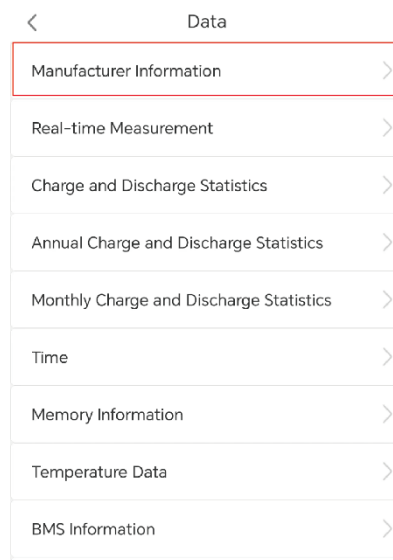 Data
Manufacturer Information
Real-time Measurement
Charge and Discharge Statistics
Annual Charge and Discharge Statistics
Monthly Charge and Discharge Statistics
Time
Memory Information
Temperature Data
BMS Information